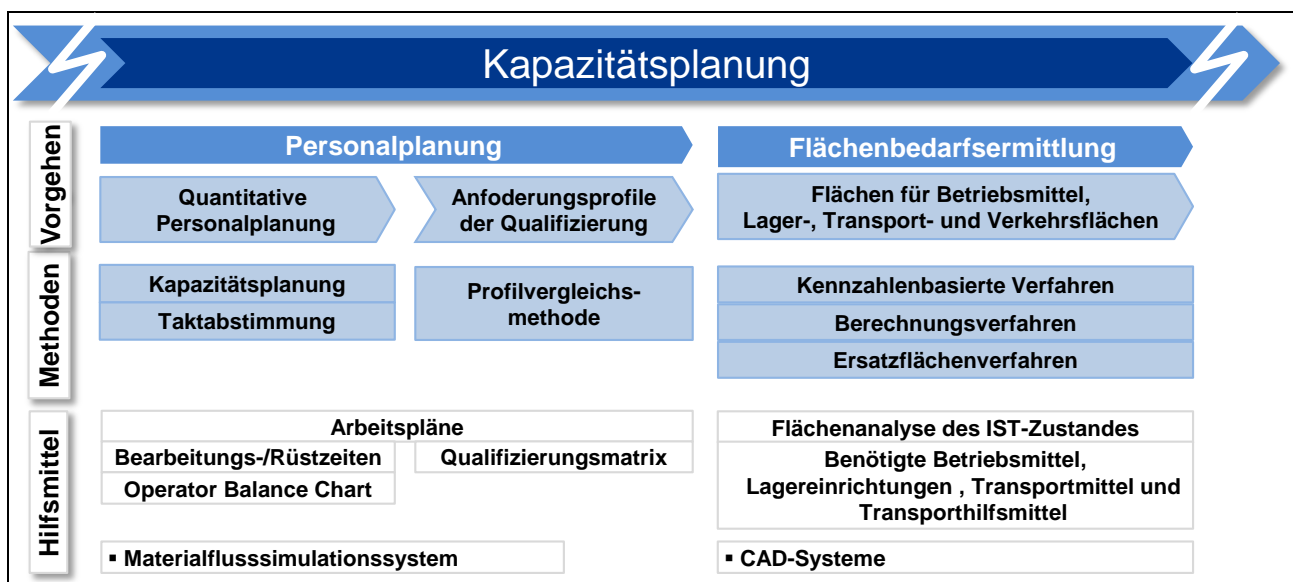 Kapazitätsplanung
Vorgehen
Personalplanung
Flächenbedarfsermittlung
Quantitative
Personalplanung
Anfoderungsprofile
der Qualifizierung
Flächen für Betriebsmittel,
Lager-, Transport- und Verkehrsflächen
Methoden
Kapazitätsplanung
Taktabstimmung
Profilvergleichs-
methode
Kennzahlenbasierte Verfahren
Berechnungsverfahren
Ersatzflächenverfahren
Hilfsmittel
Arbeitspläne
Bearbeitungs-/Rüstzeiten
Operator Balance Chart
Qualifizierungsmatrix
Flächenanalyse des IST-Zustandes
Benötigte Betriebsmittel,
Lagereinrichtungen , Transportmittel und
Transporthilfsmittel
▪ Materialflusssimulationssystem
▪ CAD-Systeme